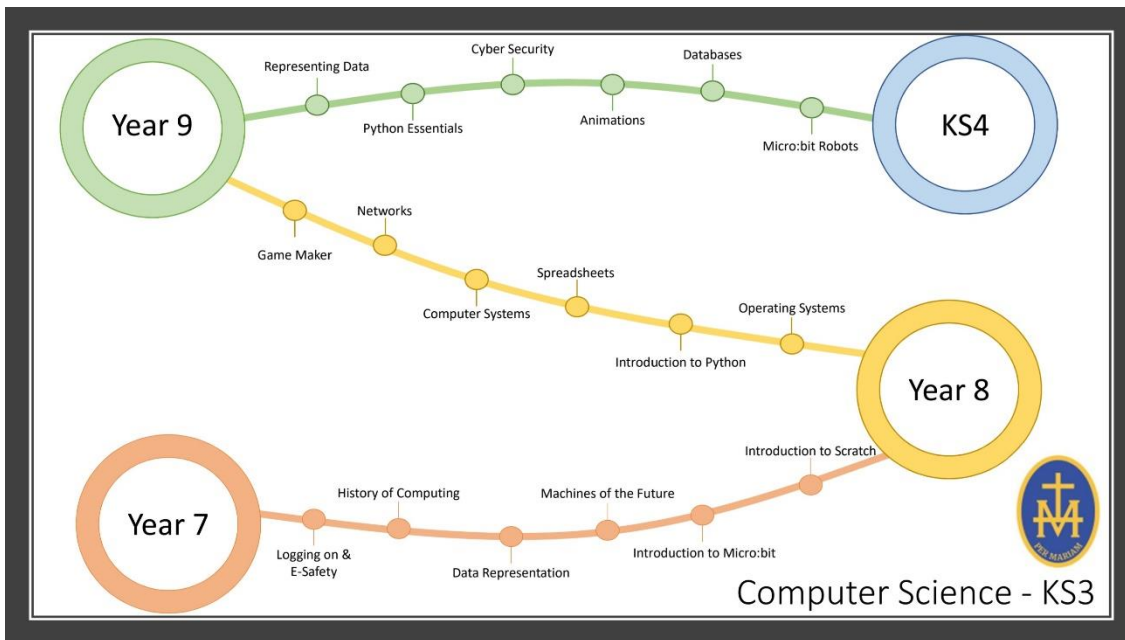 Cyber Security
Representing Data
Databases
Year 9
KS4
Python Essentials
Animations
Micro:bit Robots
Networks
Game Maker
Spreadsheets
Computer Systems
Operating Systems
Introduction to Python
Year 8
Introduction to Scratch
History of Computing
Machines of the Future
Year 7
Logging on &
E-Safety
Data Representation
Introduction to Micro:bit
PER MARIAM
Computer Science - KS3